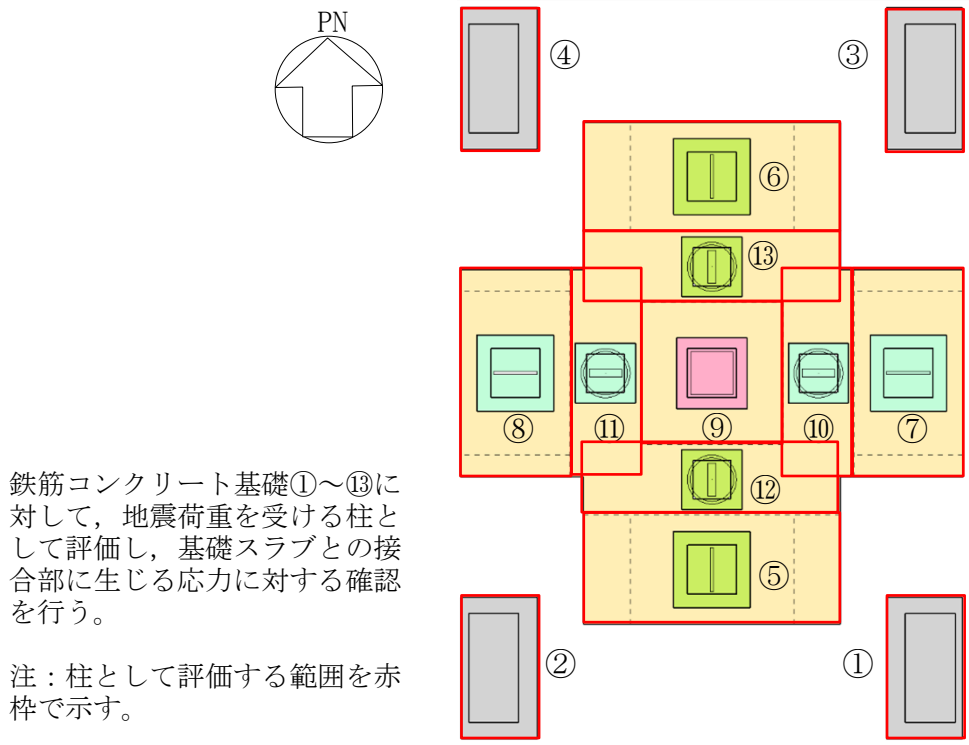 PN
④
③
⑥
⑬
⑧
⑪
⑨
⑩
⑦
⑫
⑤
②
①
鉄筋コンクリート基礎①～⑬に
対して，地震荷重を受ける柱と
して評価し，基礎スラブとの接
合部に生じる応力に対する確認
を行う。
注：柱として評価する範囲を赤
枠で示す。